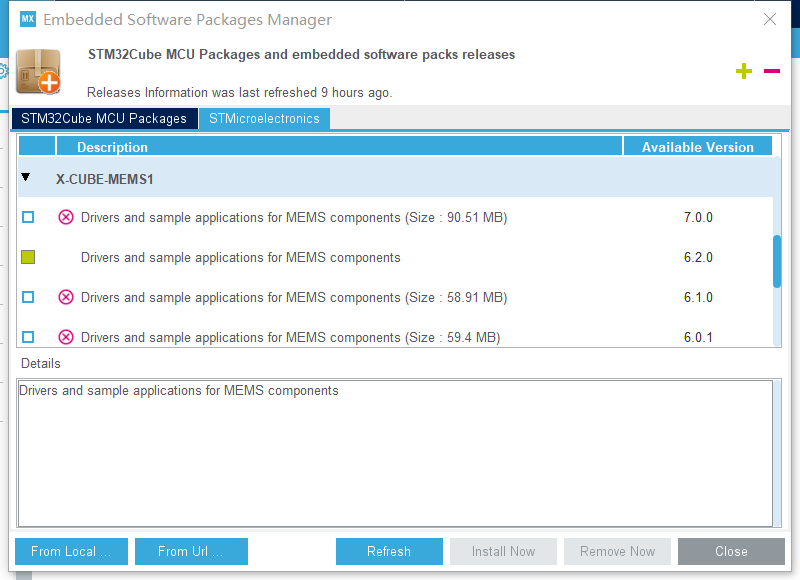 MX Embedded Software Packages Manager
STM32Cube MCU Packages and embedded software packs releases
Releases Information was last refreshed 9 hours ago.
STM32Cube MCU Packages STMicroelectronics
Description Available Version
X-CUBE-MEMS1
Drivers and sample applications for MEMS components (Size : 90.51 MB) 7.0.0
Drivers and sample applications for MEMS components 6.2.0
Drivers and sample applications for MEMS components (Size : 58.91 MB) 6.1.0
Drivers and sample applications for MEMS components (Size : 59.4 MB) 6.0.1
Details
Drivers and sample applications for MEMS components
From Local ... From Url ... Refresh Install Now Remove Now Close